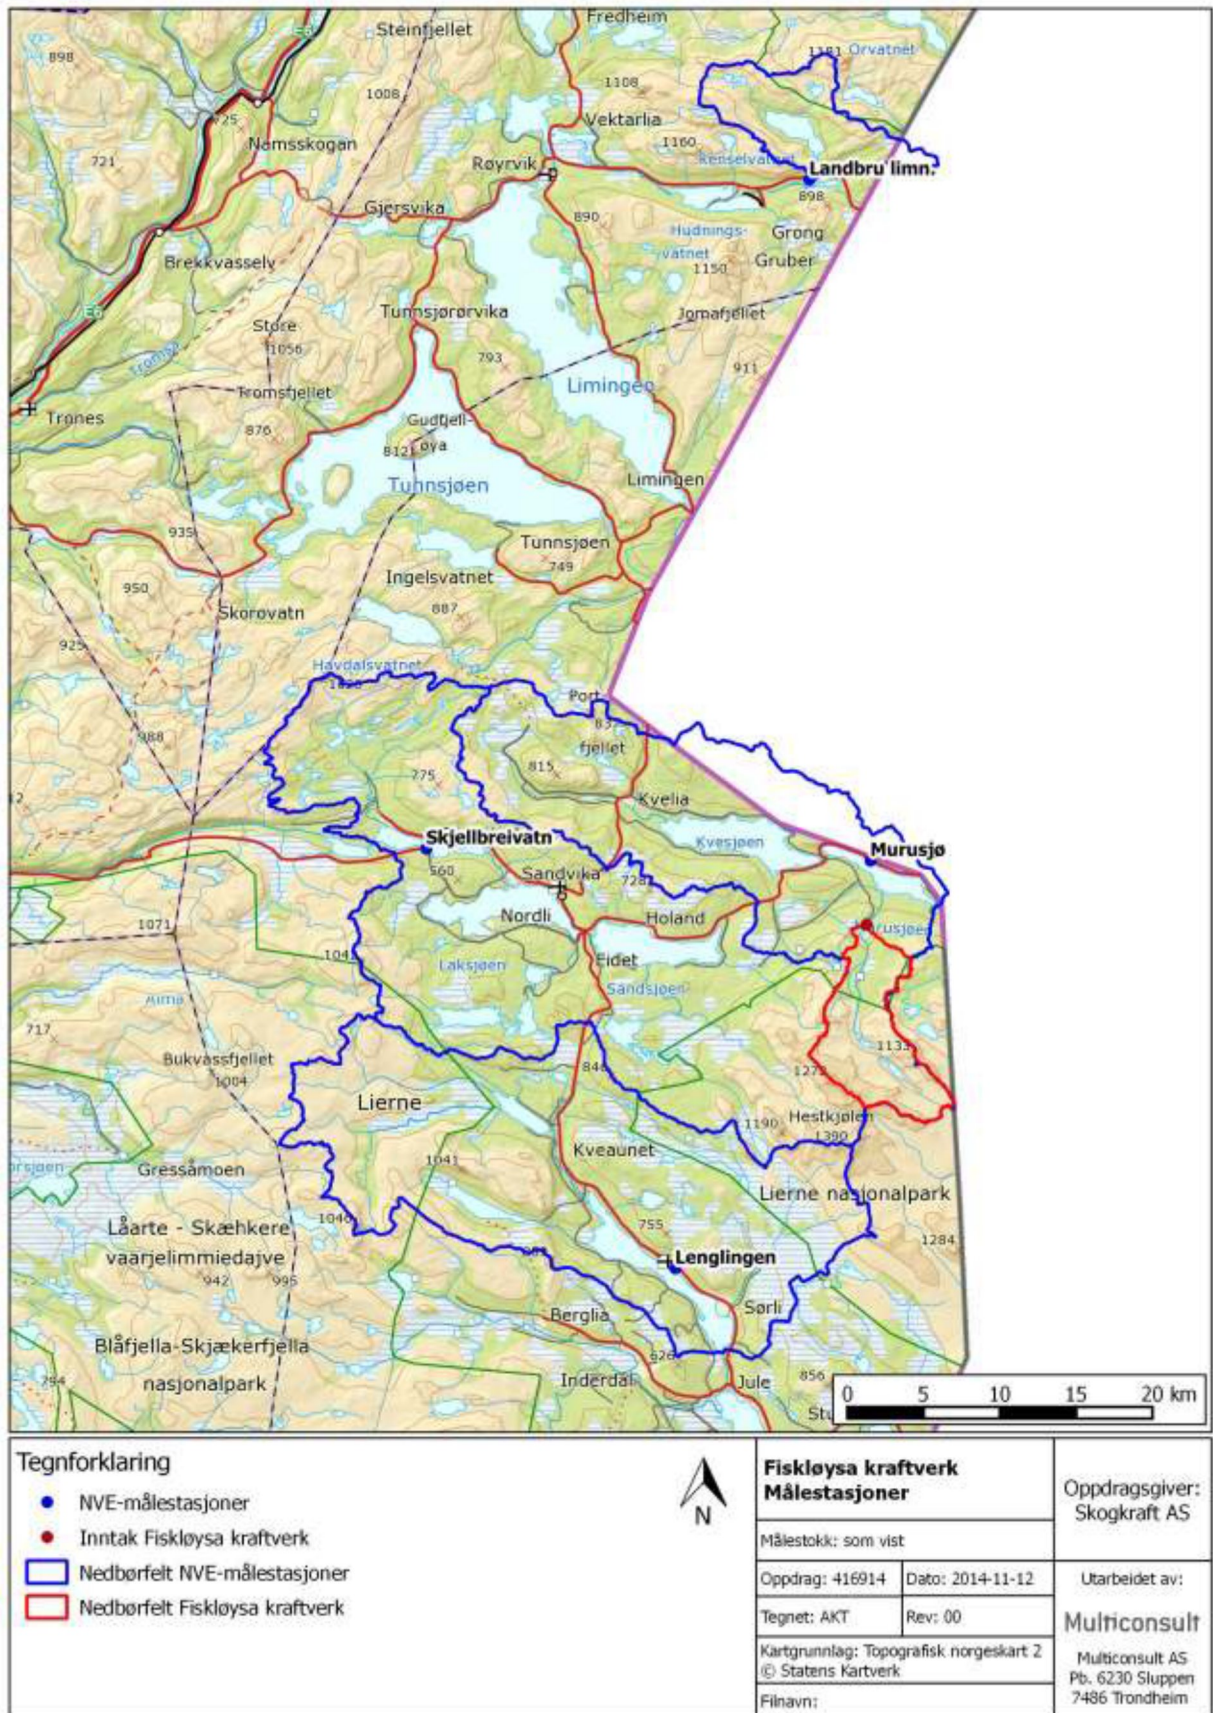 Steinfjellet
Fredheim
E6
898
1181
Orvatnet
1008
1108
725
Vektarlia
Namsskogan
1160
721
Røyrvik
Renselvatnet
Landbru limn.
898
Gjersvika
890
Hudnings-
vatnet
Grong
Gruber
1150
Brekkvasselv
E6
Tunnsjørørvika
Jomafjellet
Store
1056
Tromsa
793
911
Limingen
Tromsfjellet
Trones
876
Gudfjell-
øya
812
Tunnsjøen
Limingen
935
Tunnsjøen
749
950
Ingelsvatnet
887
Skorovatn
925
Havdalsvatnet
Port
fjellet
988
775
815
Kvelia
Skjellbreivatn
Kvesjøen
Murusjø
560
Sandvika
728
Nordli
Holand
1071
Murusjøen
Eidet
Laksjøen
Sandsjøen
717
1133
Bukvassfjellet
1004
Lierne
Hestkjølen
1190
1390
Kveaunet
1041
Gressåmoen
Lierne nasjonalpark
1046
Låarte - Skæhkere
vaarjelimmiedajve
755
1284
942
995
Lenglingen
Sørli
Berglia
Blåfjella-Skjækerfjella
nasjonalpark
626
794
Inderdal
Jule
856
0 5 10 15 20 km
Tegnforklaring
NVE-målestasjoner
Inntak Fiskløysa kraftverk
Nedbørfelt NVE-målestasjoner
Nedbørfelt Fiskløysa kraftverk
N
Fiskløysa kraftverk
Målestasjoner
Målestokk: som vist
Oppdrag: 416914
Dato: 2014-11-12
Tegnet: AKT
Rev: 00
Kartgrunnlag: Topografisk norgeskart 2
© Statens Kartverk
Filnavn:
Oppdragsgiver:
Skogkraft AS
Utarbeidet av:
Multiconsult
Multiconsult AS
Pb. 6230 Sluppen
7486 Trondheim